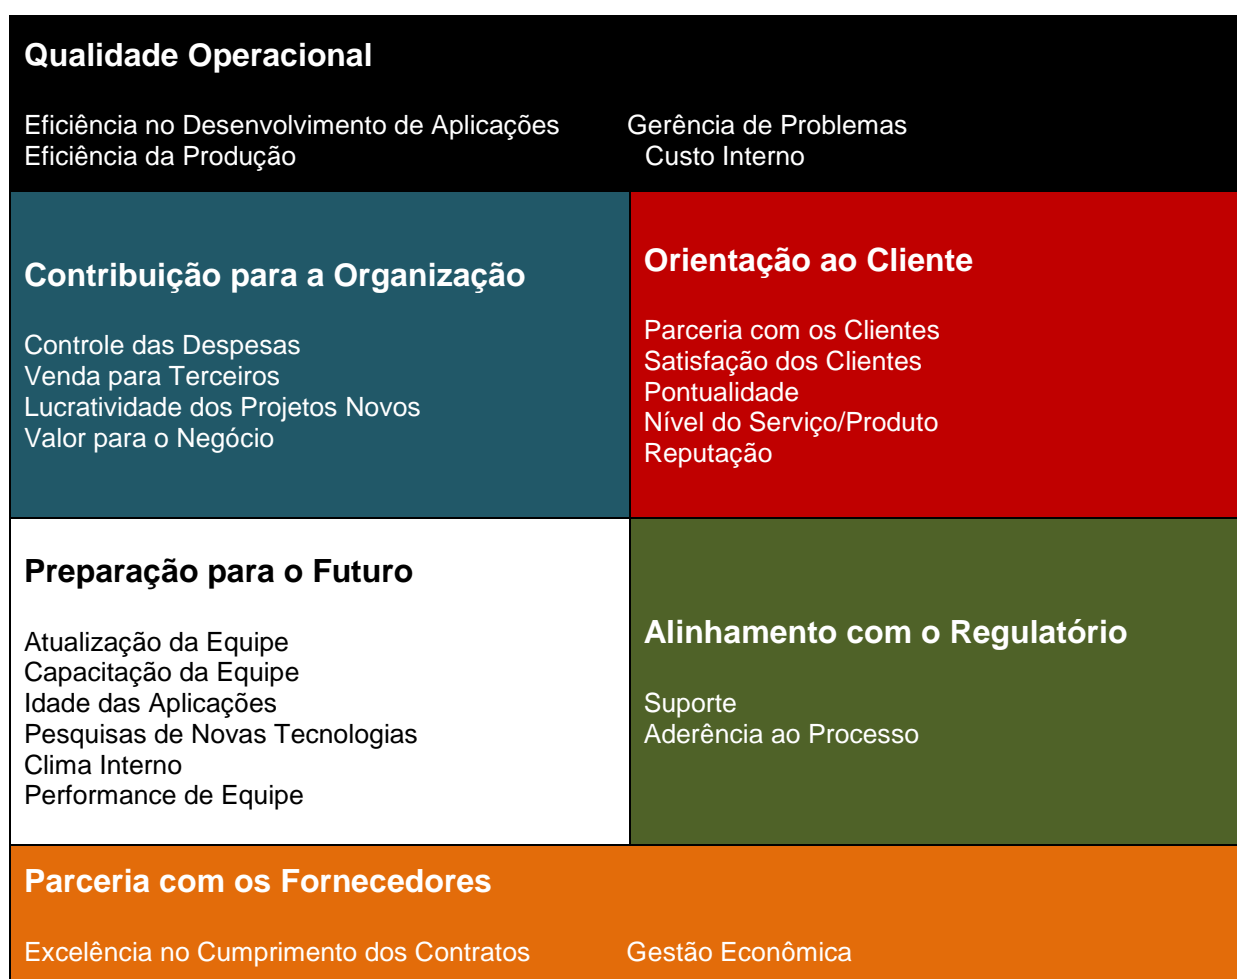 Qualidade Operacional
Eficiência no Desenvolvimento de Aplicações Gerência de Problemas
Eficiência da Produção Custo Interno
Contribuição para a Organização
Controle das Despesas
Venda para Terceiros
Lucratividade dos Projetos Novos
Valor para o Negócio
Orientação ao Cliente
Parceria com os Clientes
Satisfação dos Clientes
Pontualidade
Nível do Serviço/Produto
Reputação
Preparação para o Futuro
Atualização da Equipe
Capacitação da Equipe
Idade das Aplicações
Pesquisas de Novas Tecnologias
Clima Interno
Performance de Equipe
Alinhamento com o Regulatório
Suporte
Aderência ao Processo
Parceria com os Fornecedores
Excelência no Cumprimento dos Contratos Gestão Econômica